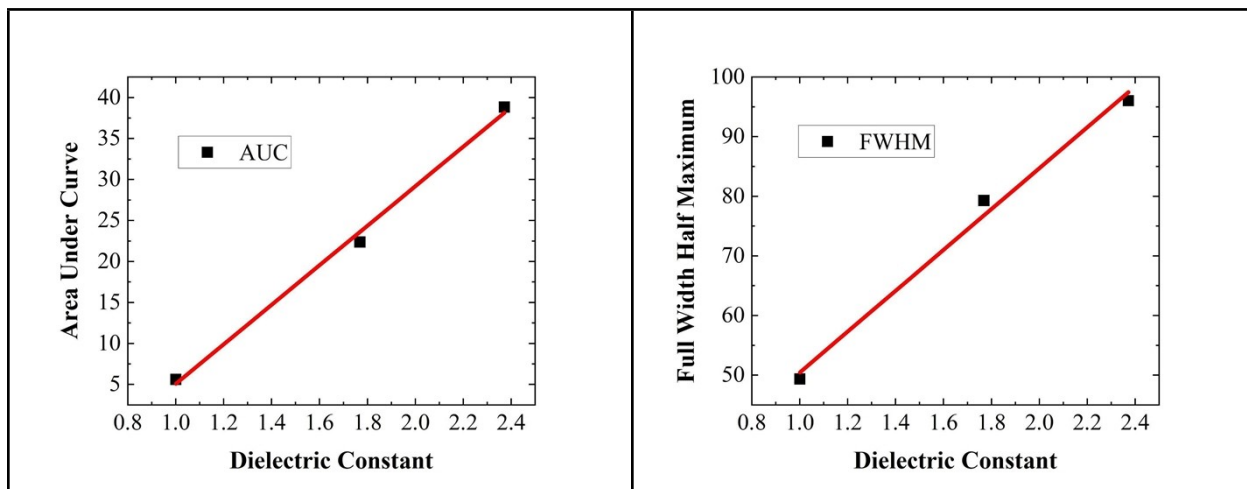 40
35
30
25
20
15
10
5
Area Under Curve
AUC
0.8 1.0 1.2 1.4 1.6 1.8 2.0 2.2 2.4
Dielectric Constant
100
90
80
70
60
50
Full Width Half Maximum
FWHM
0.8 1.0 1.2 1.4 1.6 1.8 2.0 2.2 2.4
Dielectric Constant